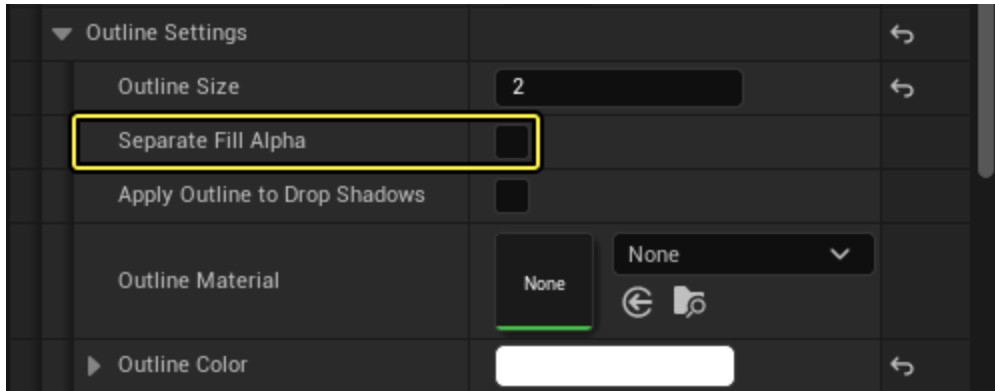 Outline Settings
Outline Size 2
Separate Fill Alpha
Apply Outline to Drop Shadows
Outline Material None None
Outline Color